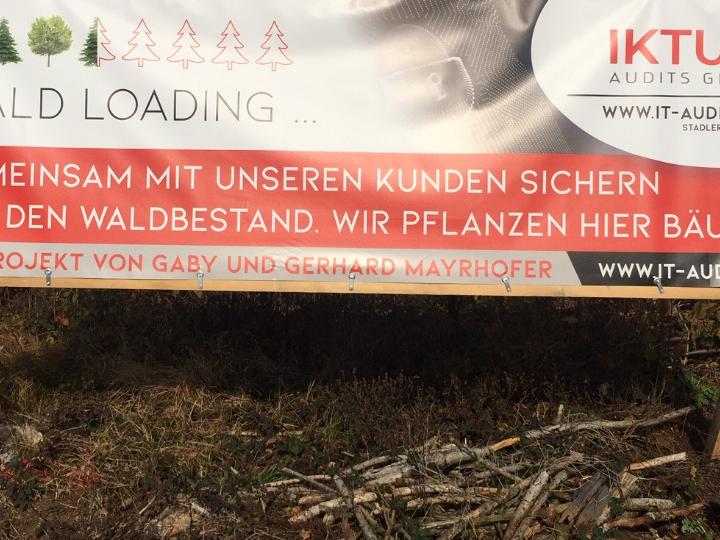 ALD LOADING ...
IKTU
AUDITS G
WWW.IT-AUD
STADLER
MEINSAM MIT UNSEREN KUNDEN SICHERN
DEN WALDBESTAND. WIR PFLANZEN HIER BÄU
ROJEKT VON GABY UND GERHARD MAYRHOFER
WWW.IT-AUD